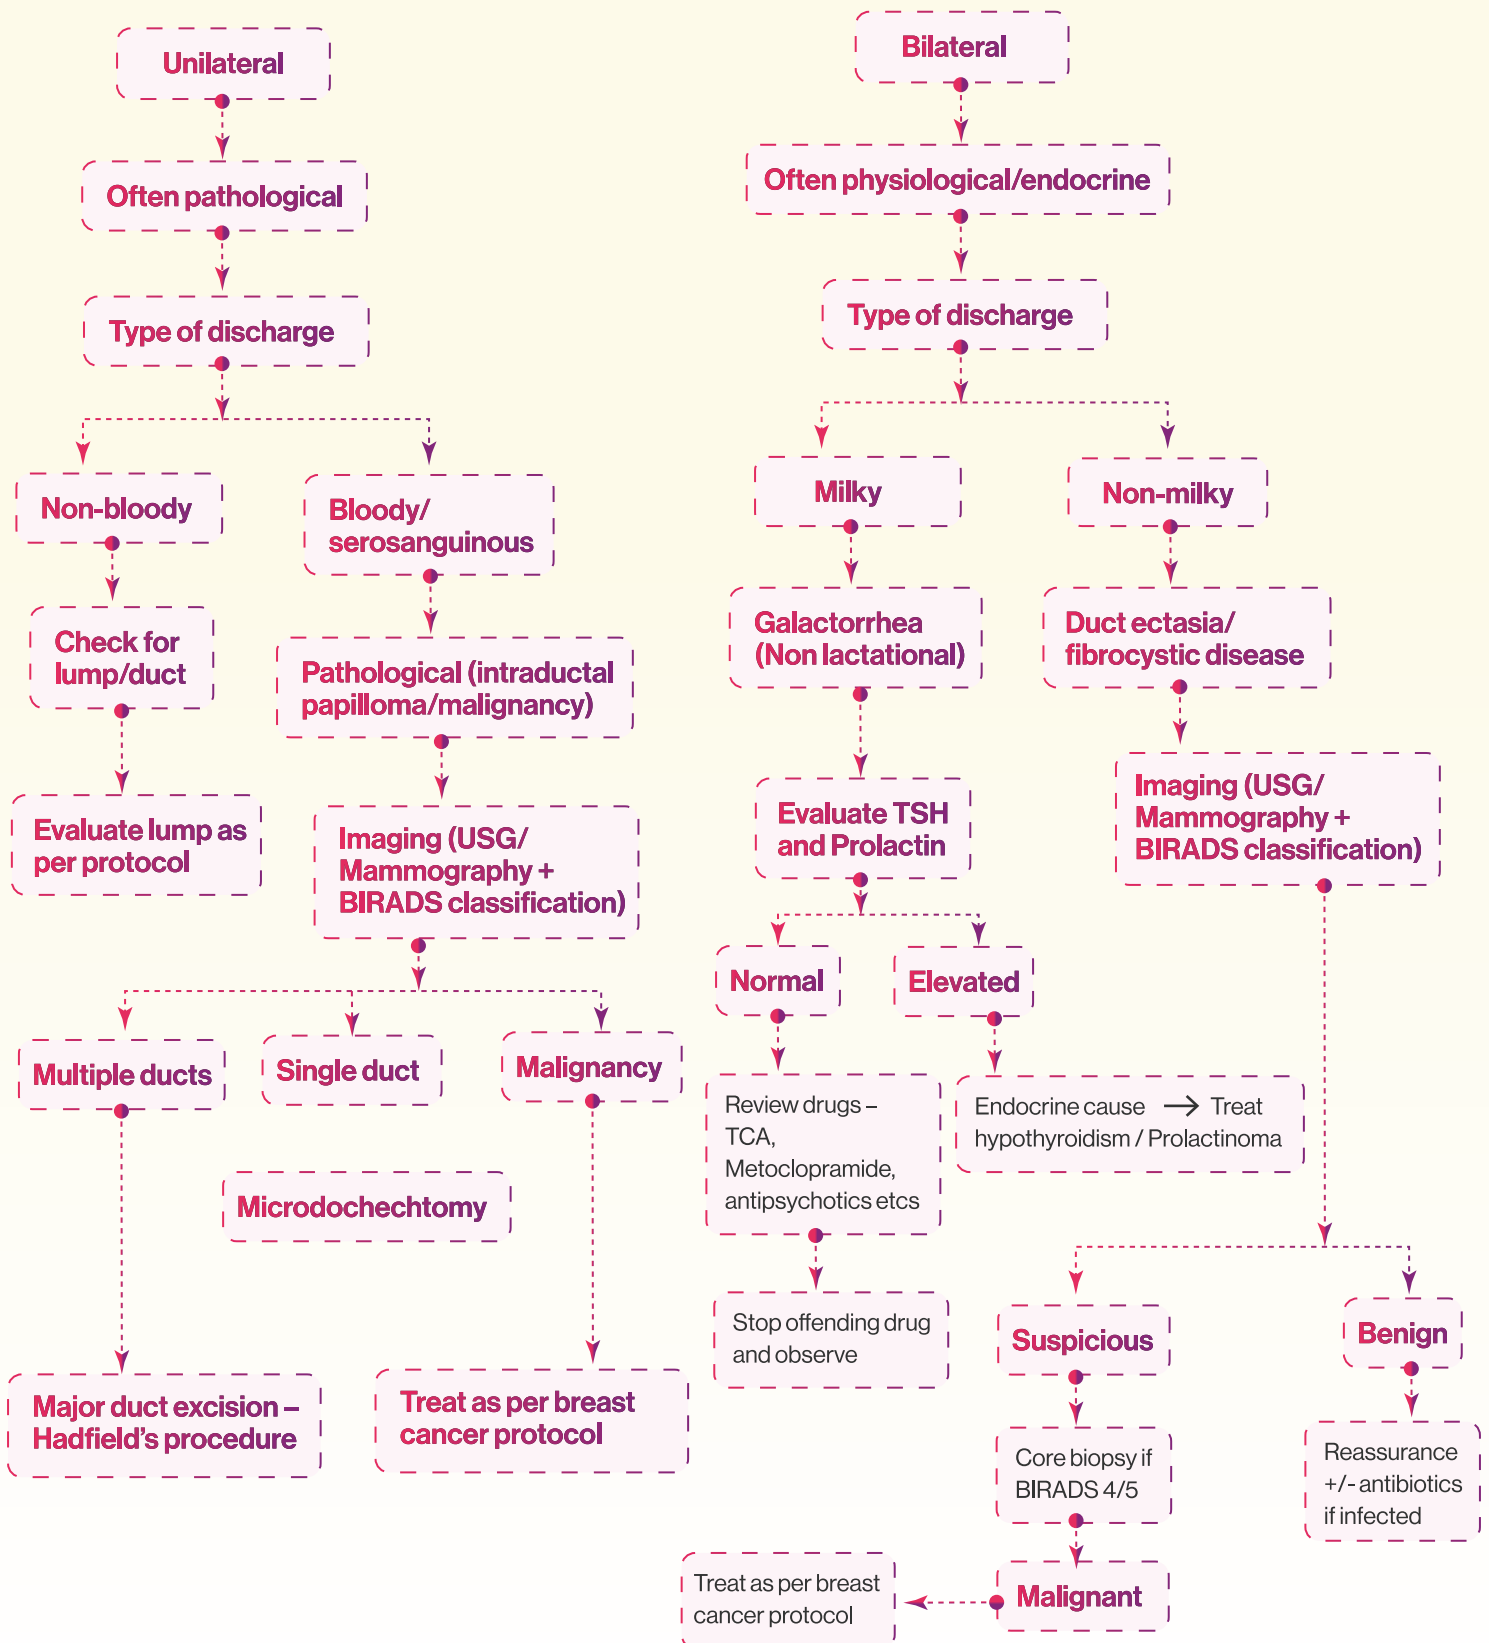 Unilateral
Often pathological
Type of discharge
Non-bloody
Check for
lump/duct
Evaluate lump as
per protocol
Bloody/
serosanguinous
Pathological (intraductal
papilloma/malignancy)
Imaging (USG/
Mammography +
BIRADS classification)
Multiple ducts
Major duct excision –
Hadfield's procedure
Single duct
Microdochechtomy
Malignancy
Treat as per breast
cancer protocol
Bilateral
Often physiological/endocrine
Type of discharge
Milky
Galactorrhea
(Non lactational)
Evaluate TSH
and Prolactin
Normal
Review drugs –
TCA,
Metoclopramide,
antipsychotics etcs
Stop offending drug
and observe
Elevated
Endocrine cause → Treat
hypothyroidism / Prolactinoma
Non-milky
Duct ectasia/
fibrocystic disease
Imaging (USG/
Mammography +
BIRADS classification)
Suspicious
Core biopsy if
BIRADS 4/5
Malignant
Treat as per breast
cancer protocol
Benign
Reassurance
+/- antibiotics
if infected